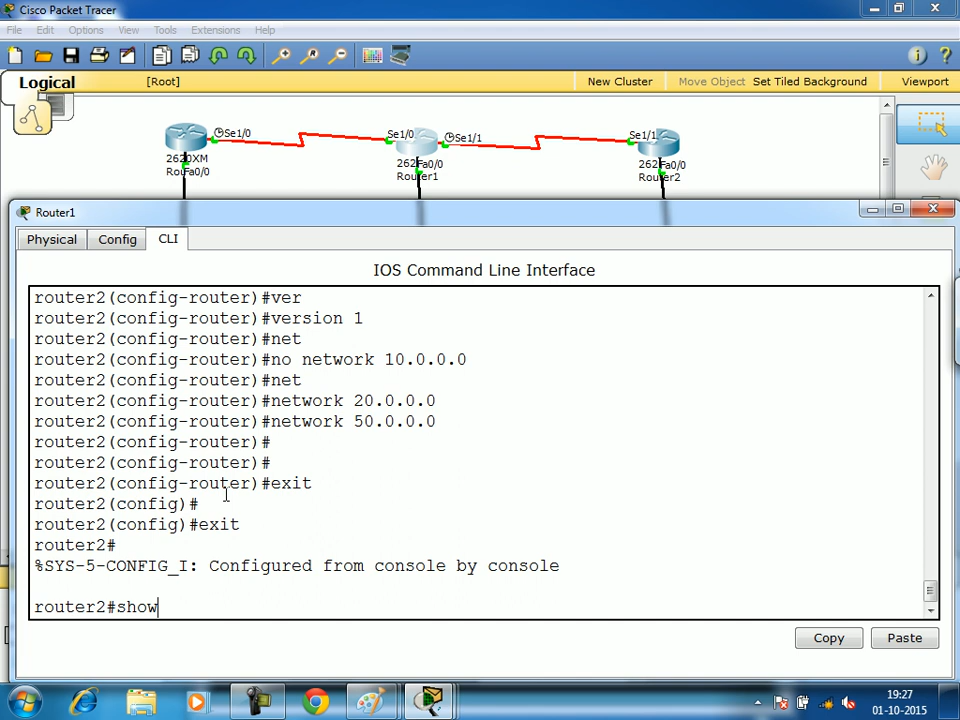 Cisco Packet Tracer
File Edit Options View Tools Extensions Help
Logical [Root] New Cluster Move Object Set Tiled Background Viewport
Se1/0 Se1/0 Se1/1 Se1/1
2620XM Fa0/0 Fa0/0
Fa0/0 Router1 Router2
Router1
Physical Config CLI
IOS Command Line Interface
router2(config-router)#ver
router2(config-router)#version 1
router2(config-router)#net
router2(config-router)#no network 10.0.0.0
router2(config-router)#net
router2(config-router)#network 20.0.0.0
router2(config-router)#network 50.0.0.0
router2(config-router)#
router2(config-router)#
router2(config-router)#exit
router2(config)#
router2(config)#exit
router2#
%SYS-5-CONFIG_I: Configured from console by console
router2#show
Copy Paste
19:27
01-10-2015